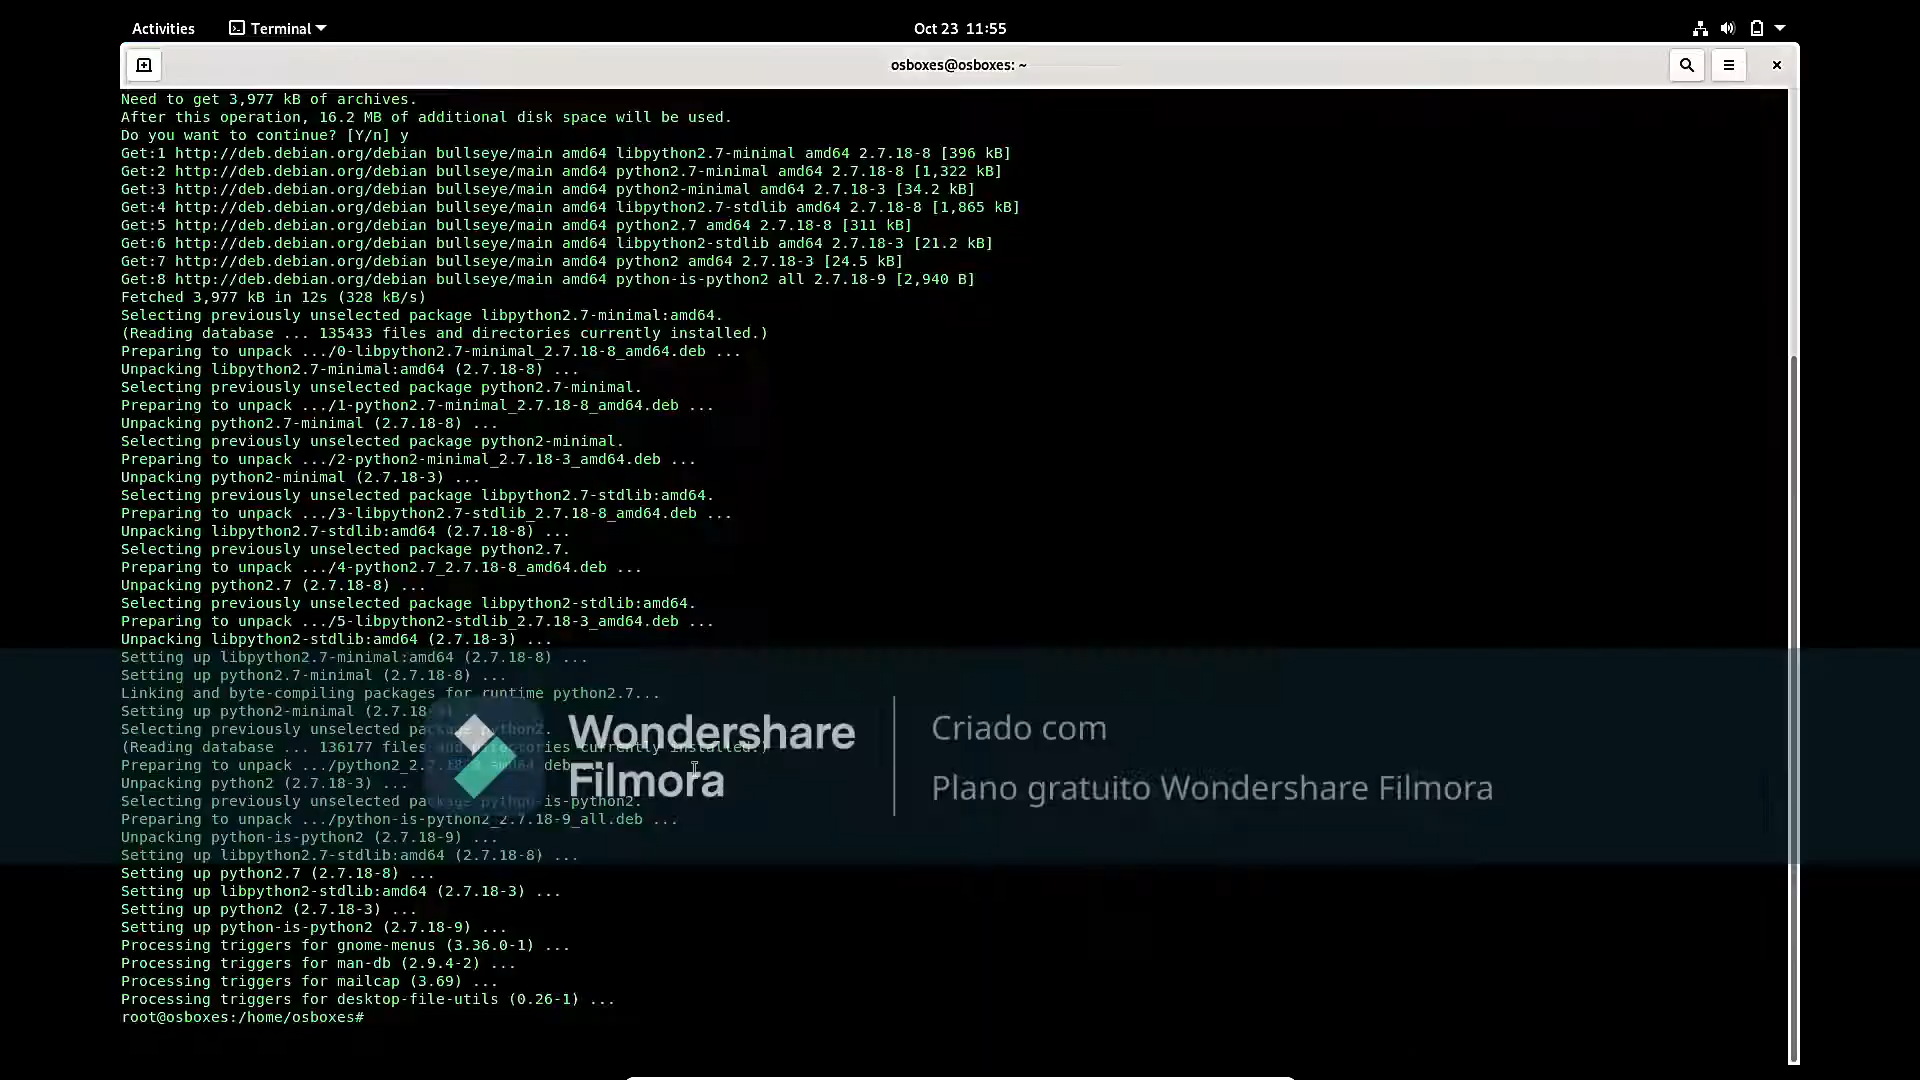 Activities Terminal Oct 23 11:55
osboxes@osboxes: ~
Need to get 3,977 kB of archives.
After this operation, 16.2 MB of additional disk space will be used.
Do you want to continue? [Y/n] y
Get:1 http://deb.debian.org/debian bullseye/main amd64 libpython2.7-minimal amd64 2.7.18-8 [396 kB]
Get:2 http://deb.debian.org/debian bullseye/main amd64 python2.7-minimal amd64 2.7.18-8 [1,322 kB]
Get:3 http://deb.debian.org/debian bullseye/main amd64 python2-minimal amd64 2.7.18-3 [34.2 kB]
Get:4 http://deb.debian.org/debian bullseye/main amd64 libpython2.7-stdlib amd64 2.7.18-8 [1,865 kB]
Get:5 http://deb.debian.org/debian bullseye/main amd64 python2.7 amd64 2.7.18-8 [311 kB]
Get:6 http://deb.debian.org/debian bullseye/main amd64 libpython2-stdlib amd64 2.7.18-3 [21.2 kB]
Get:7 http://deb.debian.org/debian bullseye/main amd64 python2 amd64 2.7.18-3 [24.5 kB]
Get:8 http://deb.debian.org/debian bullseye/main amd64 python-is-python2 all 2.7.18-9 [2,940 B]
Fetched 3,977 kB in 12s (328 kB/s)
Selecting previously unselected package libpython2.7-minimal:amd64.
(Reading database ... 135433 files and directories currently installed.)
Preparing to unpack .../0-libpython2.7-minimal_2.7.18-8_amd64.deb ...
Unpacking libpython2.7-minimal:amd64 (2.7.18-8) ...
Selecting previously unselected package python2.7-minimal.
Preparing to unpack .../1-python2.7-minimal_2.7.18-8_amd64.deb ...
Unpacking python2.7-minimal (2.7.18-8) ...
Selecting previously unselected package python2-minimal.
Preparing to unpack .../2-python2-minimal_2.7.18-3_amd64.deb ...
Unpacking python2-minimal (2.7.18-3) ...
Selecting previously unselected package libpython2.7-stdlib:amd64.
Preparing to unpack .../3-libpython2.7-stdlib_2.7.18-8_amd64.deb ...
Unpacking libpython2.7-stdlib:amd64 (2.7.18-8) ...
Selecting previously unselected package python2.7.
Preparing to unpack .../4-python2.7_2.7.18-8_amd64.deb ...
Unpacking python2.7 (2.7.18-8) ...
Selecting previously unselected package libpython2-stdlib:amd64.
Preparing to unpack .../5-libpython2-stdlib_2.7.18-3_amd64.deb ...
Unpacking libpython2-stdlib:amd64 (2.7.18-3) ...
Setting up libpython2.7-minimal:amd64 (2.7.18-8) ...
Setting up python2.7-minimal (2.7.18-8) ...
Linking and byte-compiling packages for runtime python2.7...
Setting up python2-minimal
Selecting previously unselected package python2.
(Reading database ... 136177 files and directories currently installed.)
Preparing to unpack
Unpacking python2 (2.7.18-3) ...
Selecting previously unselected package python-is-python2.
Preparing to unpack .../python-is-python2_2.7.18-9_all.deb ...
Unpacking python-is-python2 (2.7.18-9) ...
Setting up libpython2.7-stdlib:amd64 (2.7.18-8) ...
Setting up python2.7 (2.7.18-8) ...
Setting up libpython2-stdlib:amd64 (2.7.18-3) ...
Setting up python2 (2.7.18-3) ...
Setting up python-is-python2 (2.7.18-9) ...
Processing triggers for gnome-menus (3.36.0-1) ...
Processing triggers for man-db (2.9.4-2) ...
Processing triggers for mailcap (3.69) ...
Processing triggers for desktop-file-utils (0.26-1) ...
root@osboxes:/home/osboxes#
Wondershare
Filmora
Criado com
Plano gratuito Wondershare Filmora